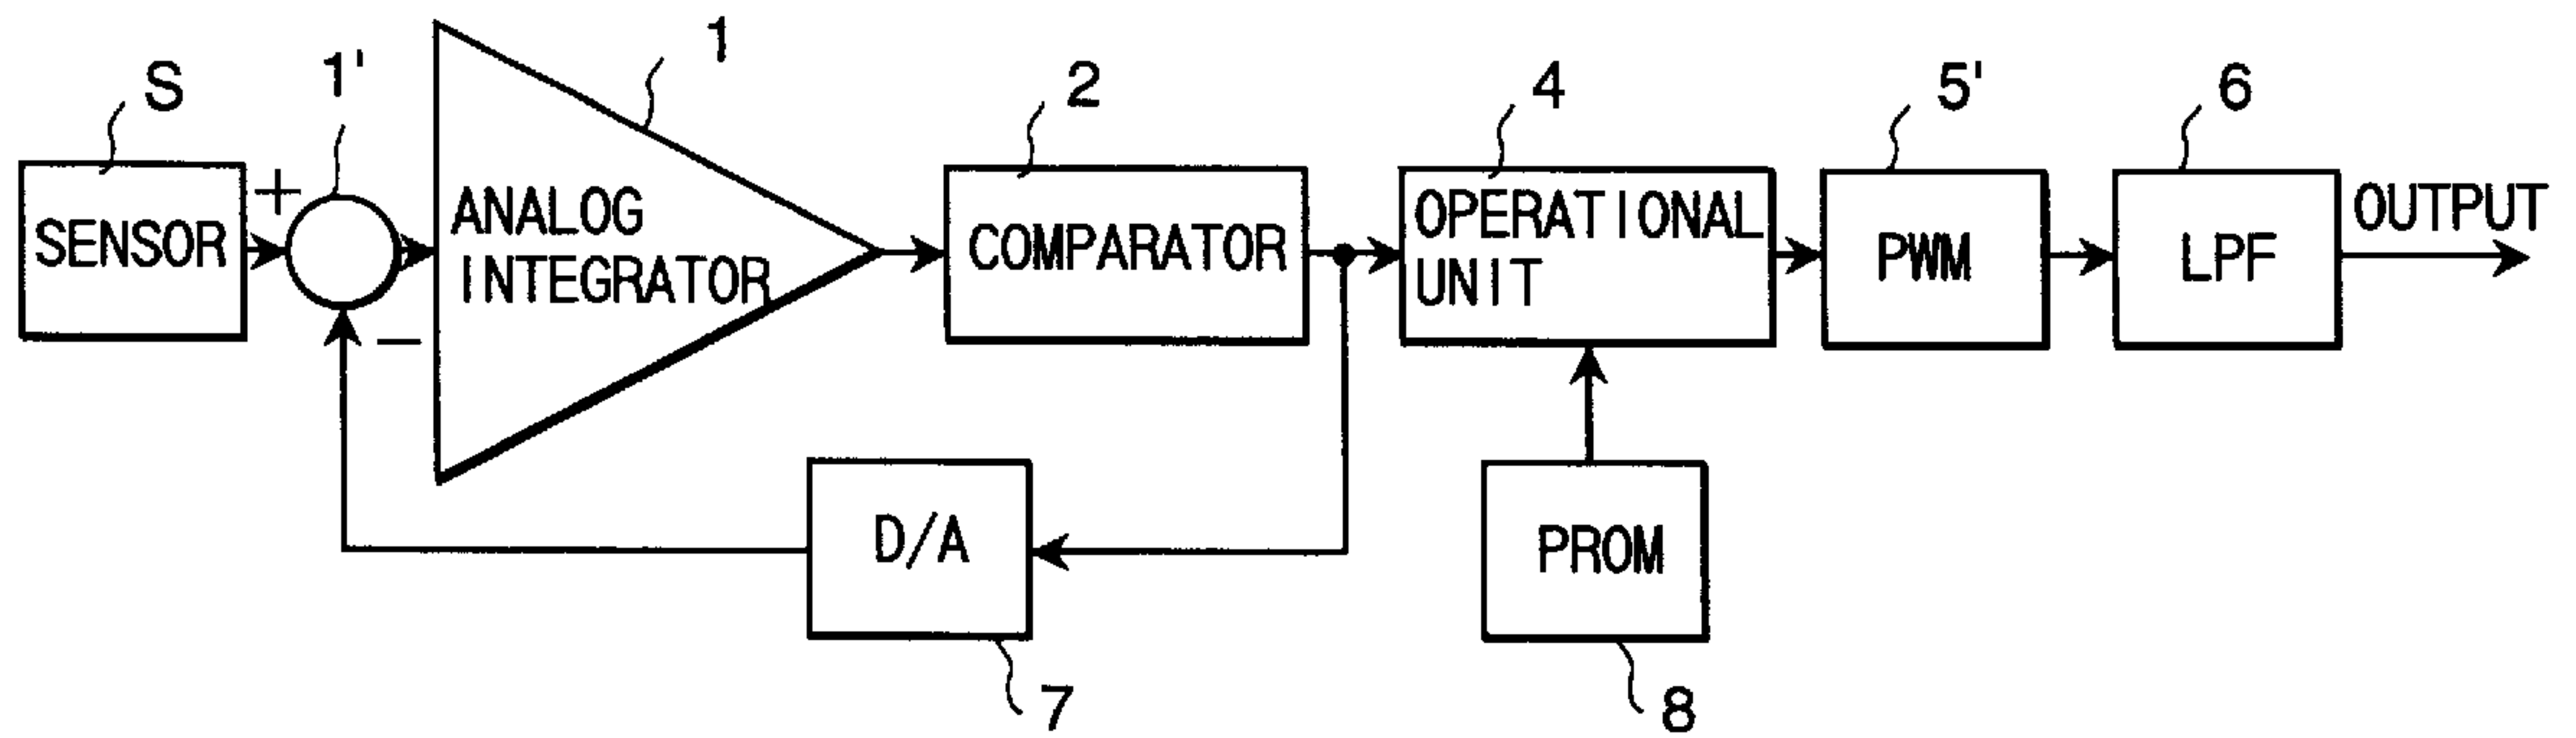 S
1'
1
2
4
5'
6
SENSOR
+
−
ANALOG
INTEGRATOR
COMPARATOR
OPERATIONAL
UNIT
PWM
LPF
OUTPUT
D/A
PROM
7
8